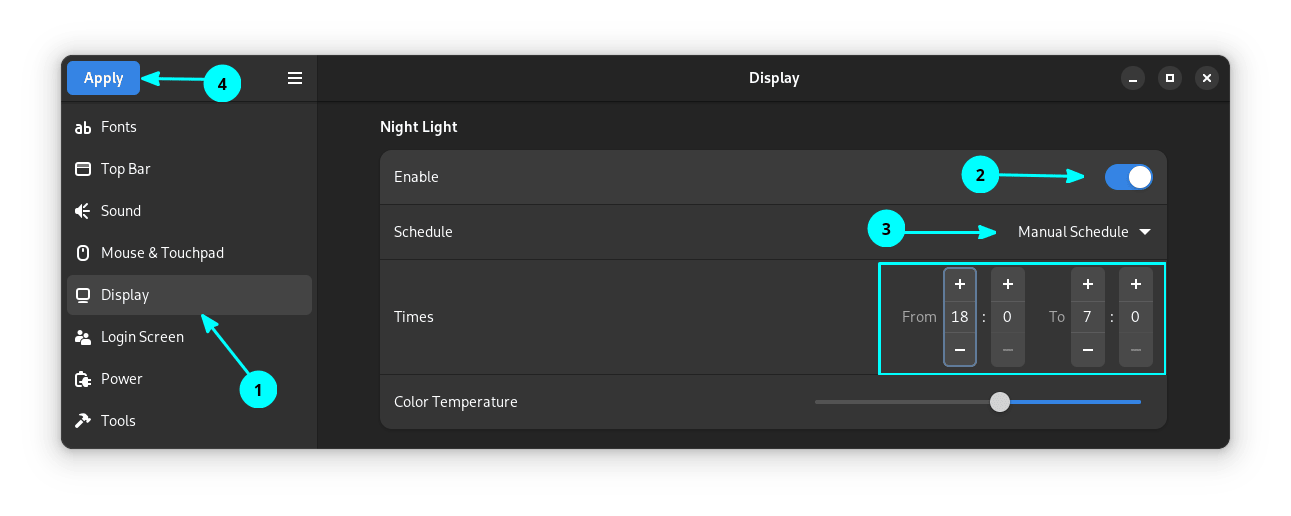 Apply
4
Display
Fonts
Top Bar
Sound
Mouse & Touchpad
Display
Login Screen
Power
Tools
1
Night Light
Enable
2
Schedule
3
Manual Schedule
Times
From 18 : 0 To 7 : 0
Color Temperature